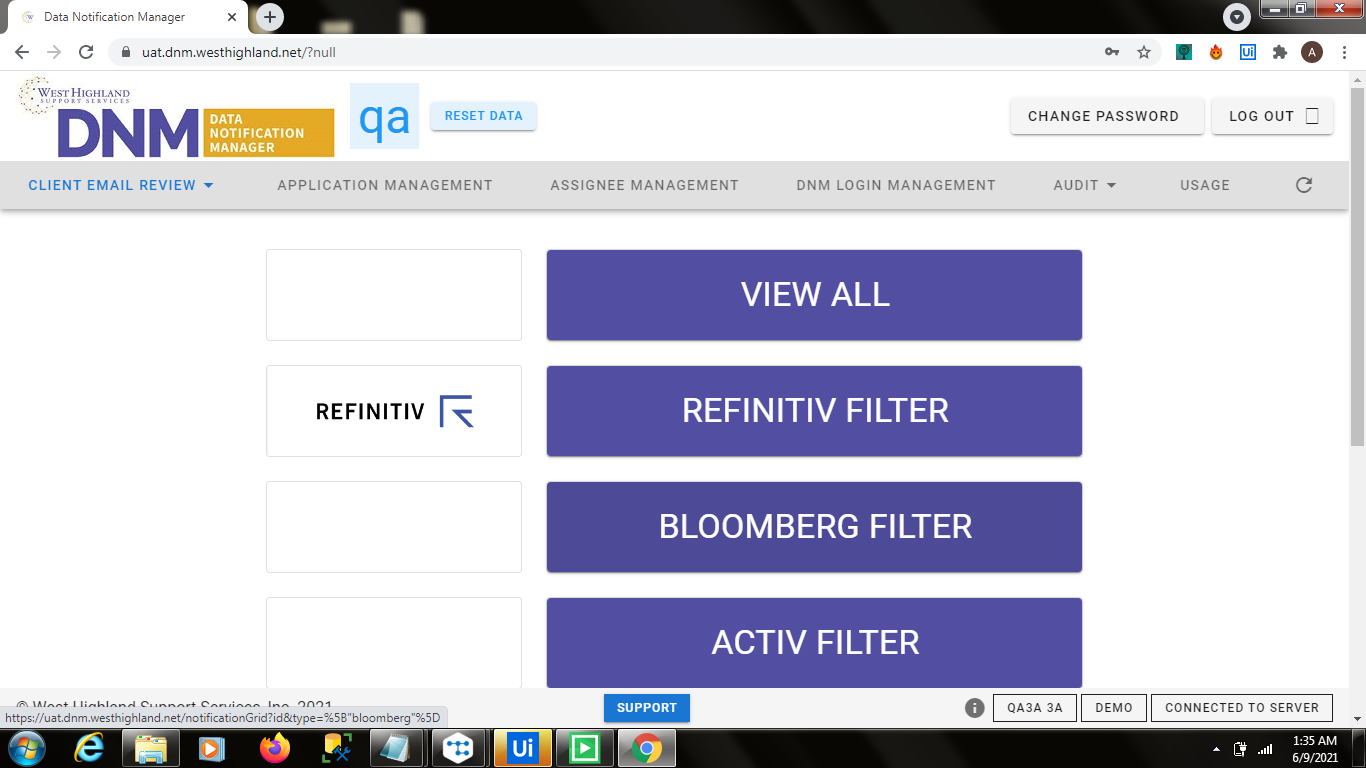 Data Notification Manager
uat.dnm.westhighland.net/?null
A
WEST HIGHLAND
SUPPORT SERVICES
DNM
DATA
NOTIFICATION
MANAGER
qa
RESET DATA
CHANGE PASSWORD
LOG OUT
CLIENT EMAIL REVIEW
APPLICATION MANAGEMENT
ASSIGNEE MANAGEMENT
DNM LOGIN MANAGEMENT
AUDIT
USAGE
VIEW ALL
REFINITIV
REFINITIV FILTER
BLOOMBERG FILTER
ACTIV FILTER
© West Highland Support Services, Inc. 2021
https://uat.dnm.westhighland.net/notificationGrid?id&type=%5B"bloomberg"%5D
SUPPORT
QA3A 3A
DEMO
CONNECTED TO SERVER
Ui
Ui
1:35 AM
6/9/2021